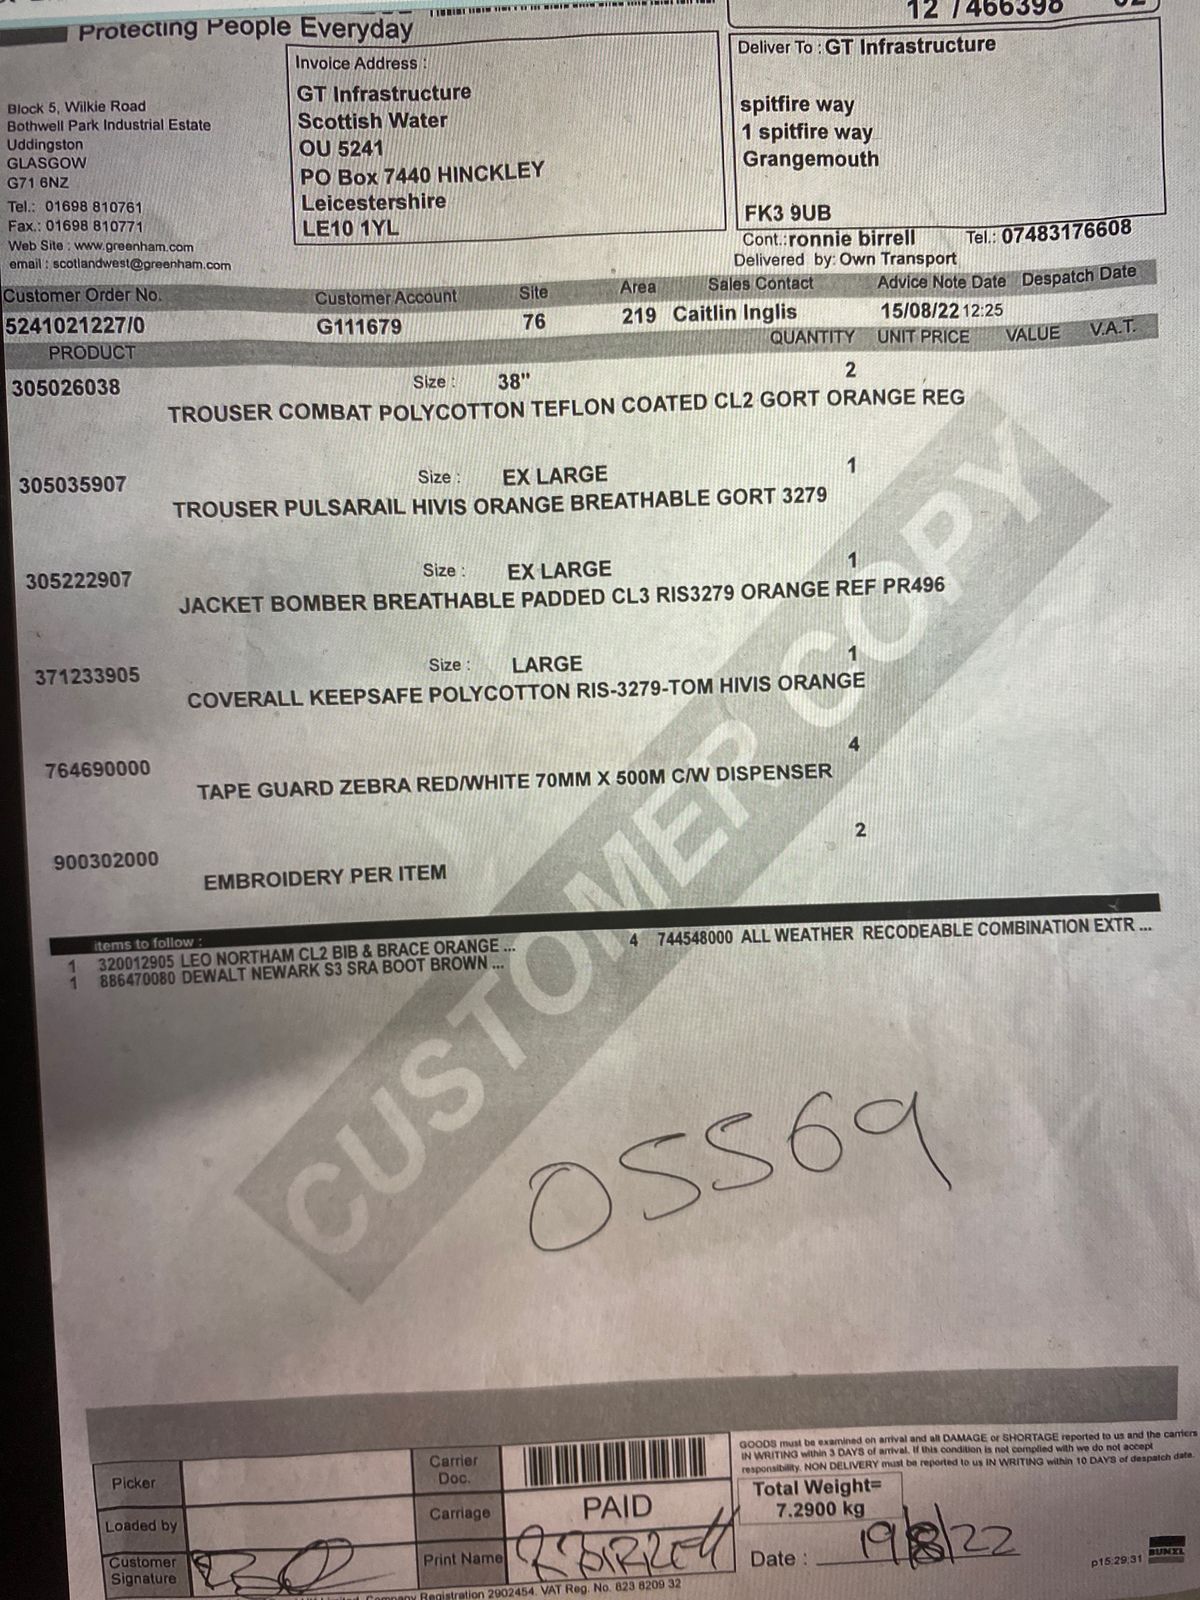 Protecting People Everyday
12 / 466398 02
Block 5, Wilkie Road
Bothwell Park Industrial Estate
Uddingston
GLASGOW
G71 6NZ
Tel.: 01698 810761
Fax.: 01698 810771
Web Site : www.greenham.com
email : scotlandwest@greenham.com
Invoice Address :
GT Infrastructure
Scottish Water
OU 5241
PO Box 7440 HINCKLEY
Leicestershire
LE10 1YL
Deliver To : GT Infrastructure
spitfire way
1 spitfire way
Grangemouth
FK3 9UB
Cont.: ronnie birrell Tel.: 07483176608
Delivered by: Own Transport
Customer Order No. Customer Account Site Area Sales Contact Advice Note Date Despatch Date
5241021227/0 G111679 76 219 Caitlin Inglis 15/08/22 12:25
PRODUCT QUANTITY UNIT PRICE VALUE V.A.T.
305026038 Size : 38" 2
TROUSER COMBAT POLYCOTTON TEFLON COATED CL2 GORT ORANGE REG
305035907 Size : EX LARGE 1
TROUSER PULSARAIL HIVIS ORANGE BREATHABLE GORT 3279
305222907 Size : EX LARGE 1
JACKET BOMBER BREATHABLE PADDED CL3 RIS3279 ORANGE REF PR496
371233905 Size : LARGE 1
COVERALL KEEPSAFE POLYCOTTON RIS-3279-TOM HIVIS ORANGE
764690000 4
TAPE GUARD ZEBRA RED/WHITE 70MM X 500M C/W DISPENSER
900302000 2
EMBROIDERY PER ITEM
items to follow :
1 320012905 LEO NORTHAM CL2 BIB & BRACE ORANGE ... 4 744548000 ALL WEATHER RECODEABLE COMBINATION EXTR ...
1 886470080 DEWALT NEWARK S3 SRA BOOT BROWN ...
CUSTOMER COPY
05569
GOODS must be examined on arrival and all DAMAGE or SHORTAGE reported to us and the carriers
IN WRITING within 3 DAYS of arrival. If this condition is not complied with we do not accept
responsibility. NON DELIVERY must be reported to us IN WRITING within 10 DAYS of despatch date.
Picker Carrier Doc.
Loaded by Carriage PAID
Customer Signature Print Name R BIRRELL
Total Weight=
7.2900 kg
Date : 19/8/22
p15:29:31 BUNZL
Company Registration 2902454. VAT Reg. No. 823 8209 32